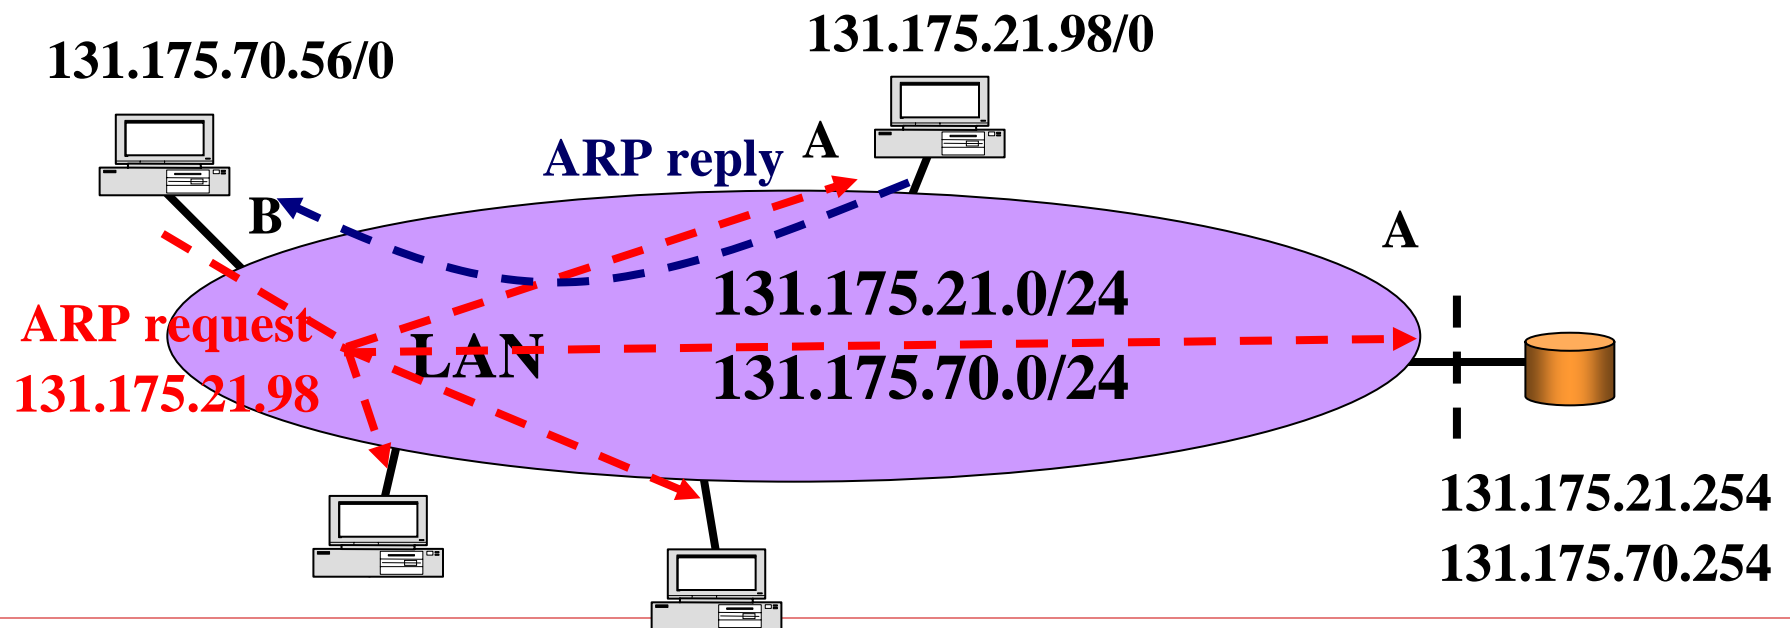 131.175.70.56/0
131.175.21.98/0
ARP reply
A
B
A
131.175.21.0/24
ARP request
LAN
131.175.70.0/24
131.175.21.98
131.175.21.254
131.175.70.254